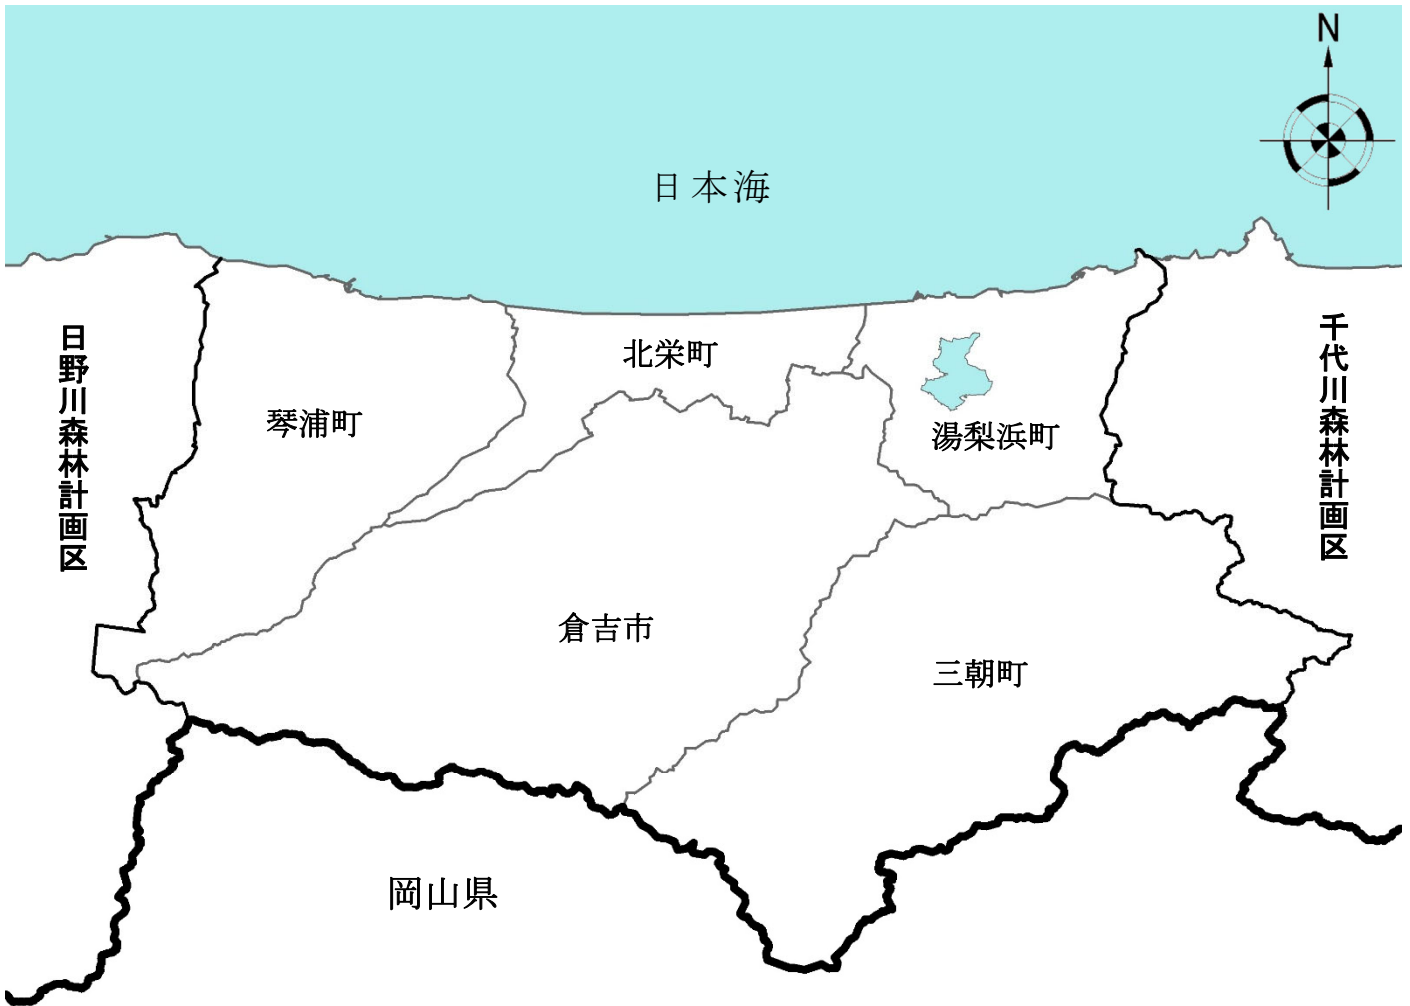 N
日本海
日野川森林計画区
千代川森林計画区
北栄町
琴浦町
湯梨浜町
倉吉市
三朝町
岡山県